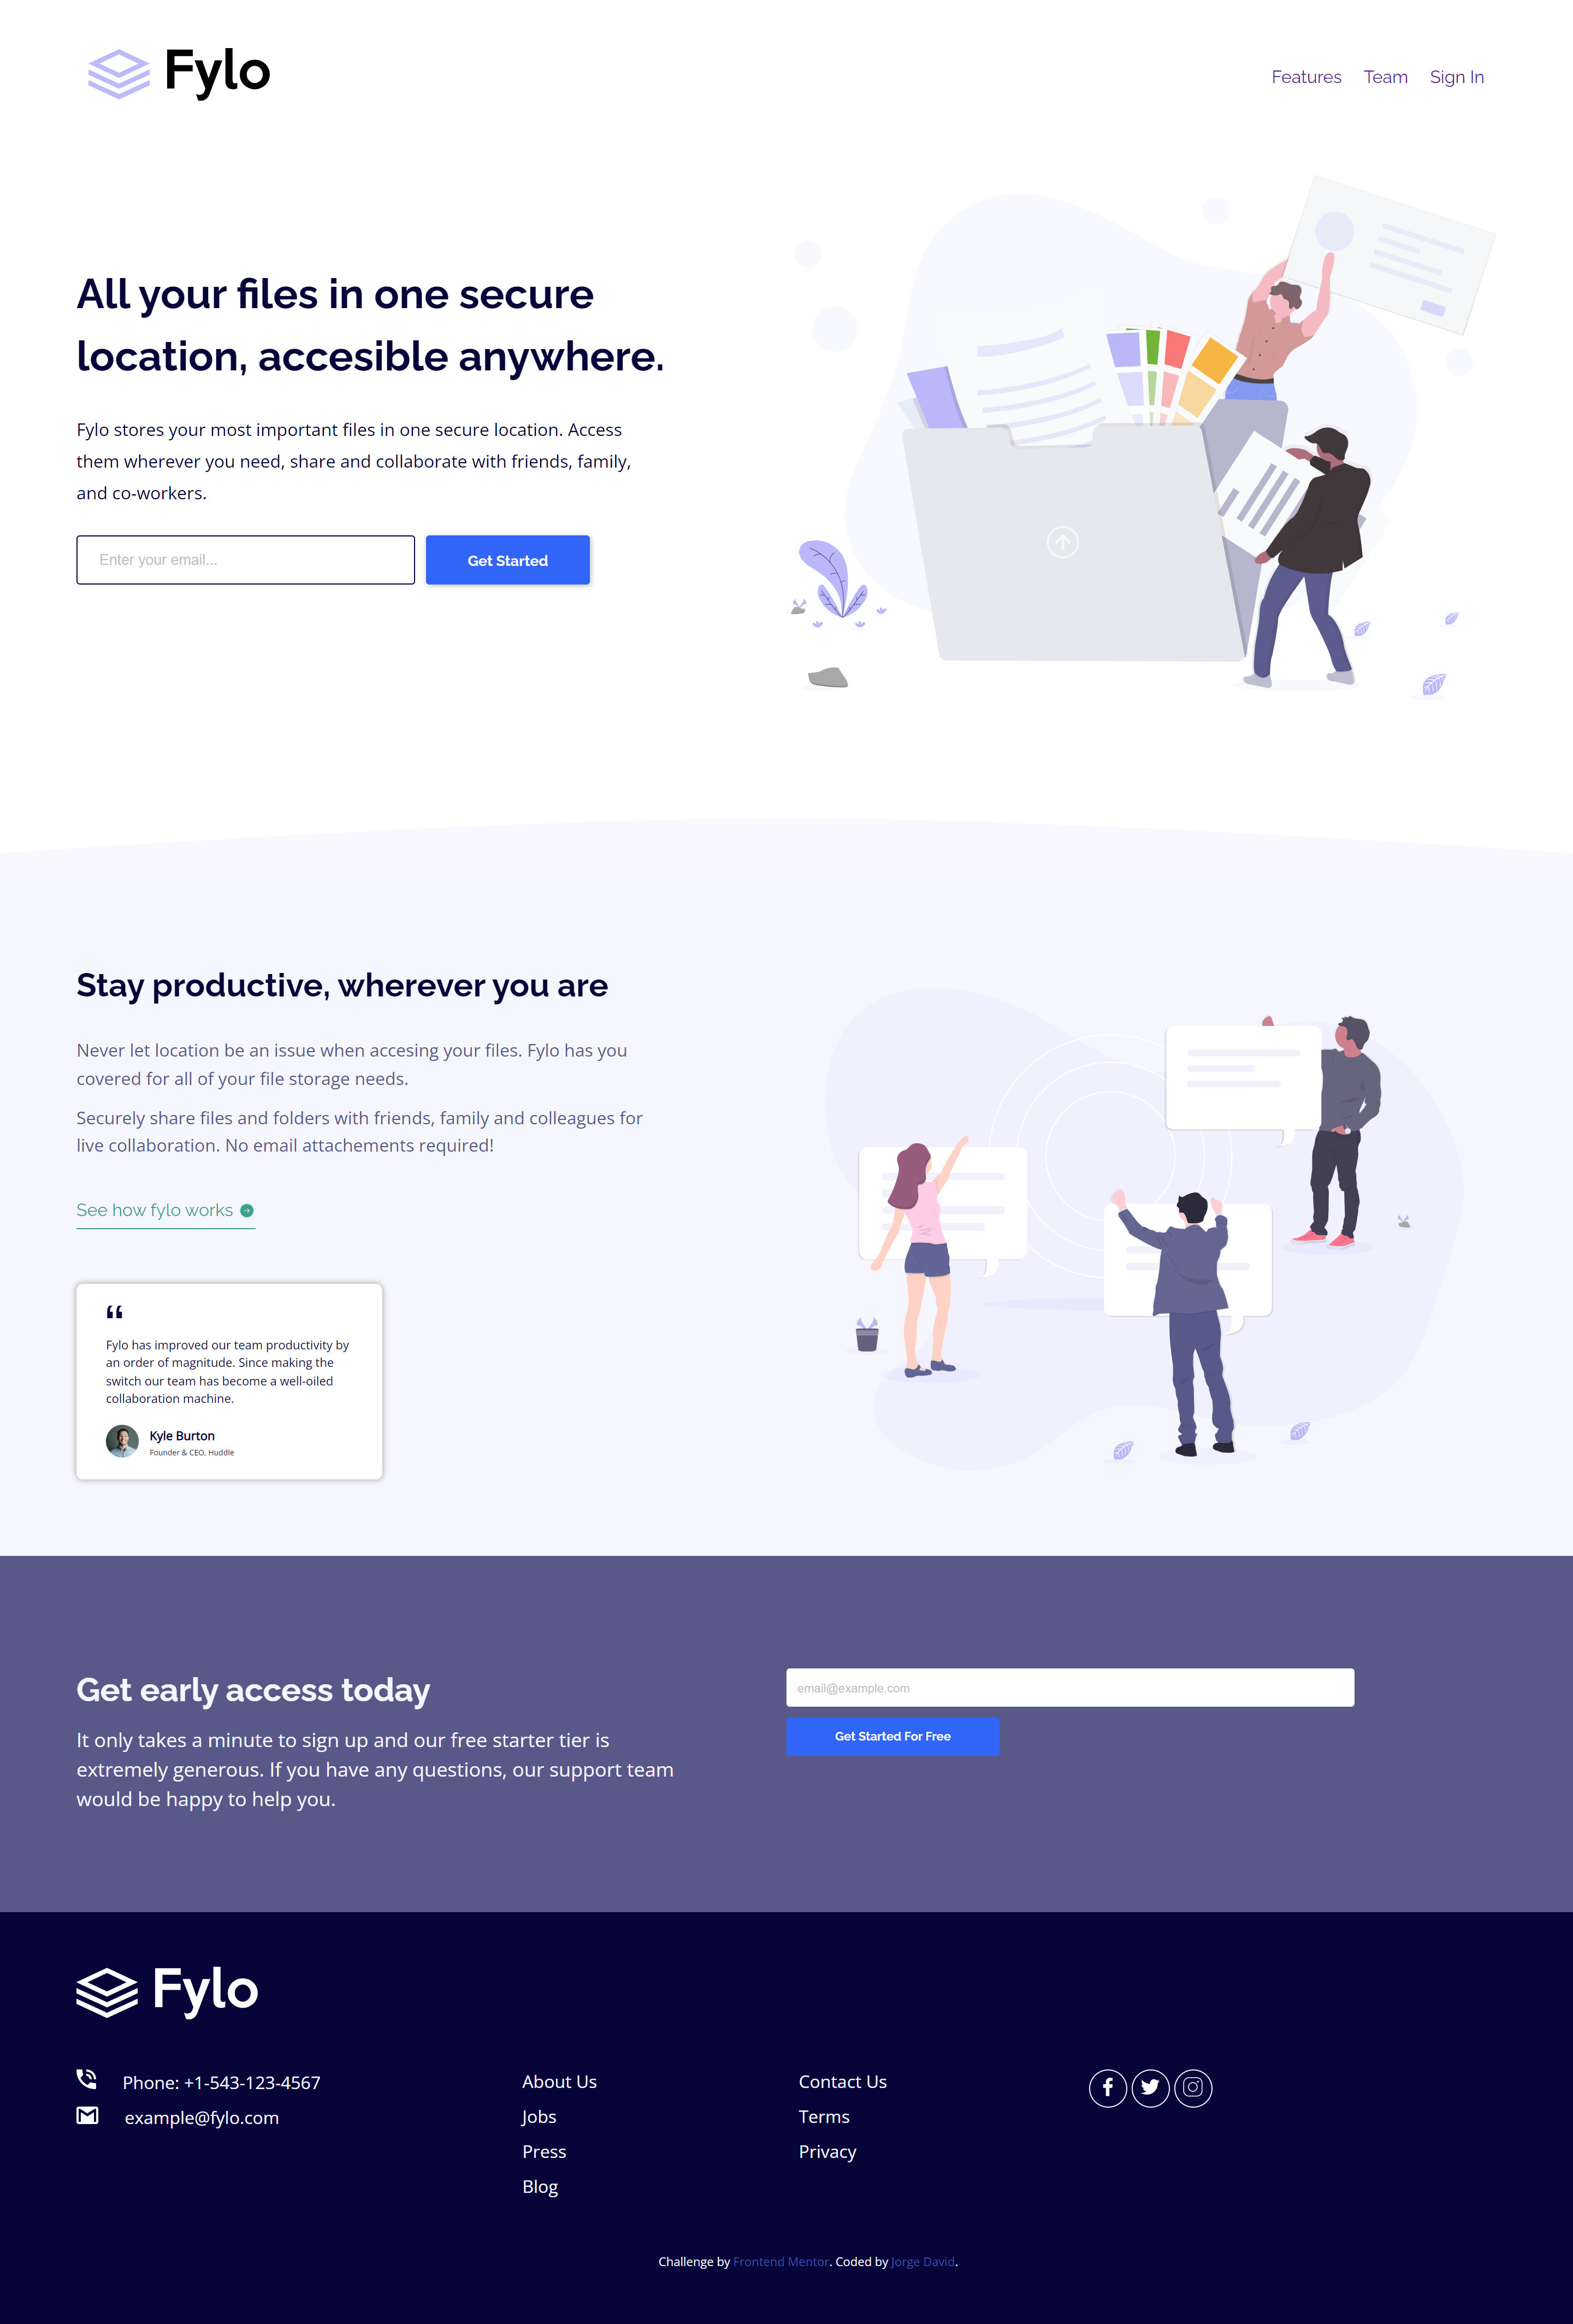 Fylo
Features Team Sign In
All your files in one secure
location, accesible anywhere.
Fylo stores your most important files in one secure location. Access
them wherever you need, share and collaborate with friends, family,
and co-workers.
Enter your email...
Get Started
Stay productive, wherever you are
Never let location be an issue when accesing your files. Fylo has you
covered for all of your file storage needs.
Securely share files and folders with friends, family and colleagues for
live collaboration. No email attachements required!
See how fylo works
“
Fylo has improved our team productivity by
an order of magnitude. Since making the
switch our team has become a well-oiled
collaboration machine.
Kyle Burton
Founder & CEO, Huddle
Get early access today
It only takes a minute to sign up and our free starter tier is
extremely generous. If you have any questions, our support team
would be happy to help you.
email@example.com
Get Started For Free
Fylo
Phone: +1-543-123-4567
example@fylo.com
About Us
Jobs
Press
Blog
Contact Us
Terms
Privacy
Challenge by Frontend Mentor. Coded by Jorge David.